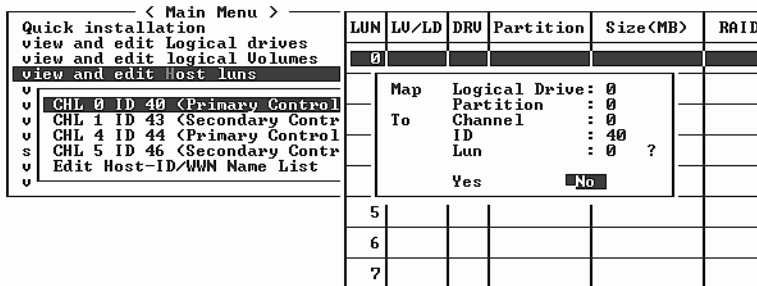 < Main Menu >
Quick installation
view and edit Logical drives
view and edit logical Volumes
view and edit Host luns
v
v CHL 0 ID 40 <Primary Control
v CHL 1 ID 43 <Secondary Contr
v CHL 4 ID 44 <Primary Control
s CHL 5 ID 46 <Secondary Contr
v Edit Host-ID/WWN Name List
v
LUN LV/LD DRV Partition Size(MB) RAID
0
Map Logical Drive: 0
Partition : 0
To Channel : 0
ID : 40
Lun : 0 ?
Yes No
5
6
7